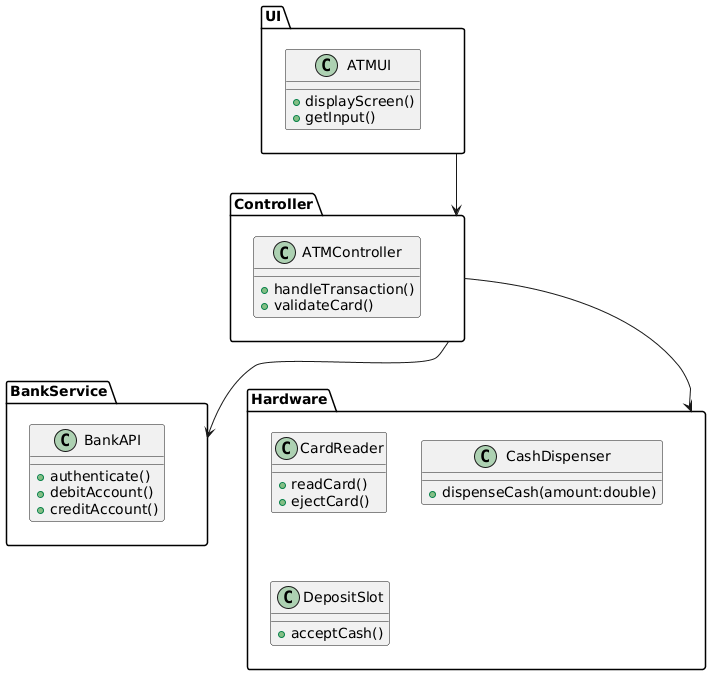 UI
C ATMUI
displayScreen()
getInput()
Controller
C ATMController
handleTransaction()
validateCard()
BankService
C BankAPI
authenticate()
debitAccount()
creditAccount()
Hardware
C CardReader
readCard()
ejectCard()
C CashDispenser
dispenseCash(amount:double)
C DepositSlot
acceptCash()